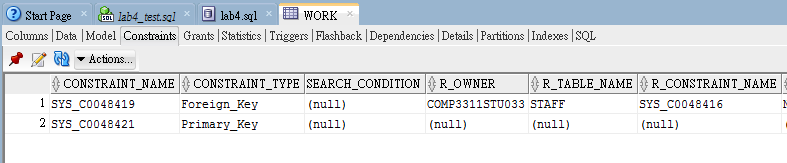 Start Page lab4_test.sql lab4.sql WORK
Columns Data Model Constraints Grants Statistics Triggers Flashback Dependencies Details Partitions Indexes SQL
Actions...
CONSTRAINT_NAME CONSTRAINT_TYPE SEARCH_CONDITION R_OWNER R_TABLE_NAME R_CONSTRAINT_NAME
1 SYS_C0048419 Foreign_Key (null) COMP3311STU033 STAFF SYS_C0048416
2 SYS_C0048421 Primary_Key (null) (null) (null) (null)